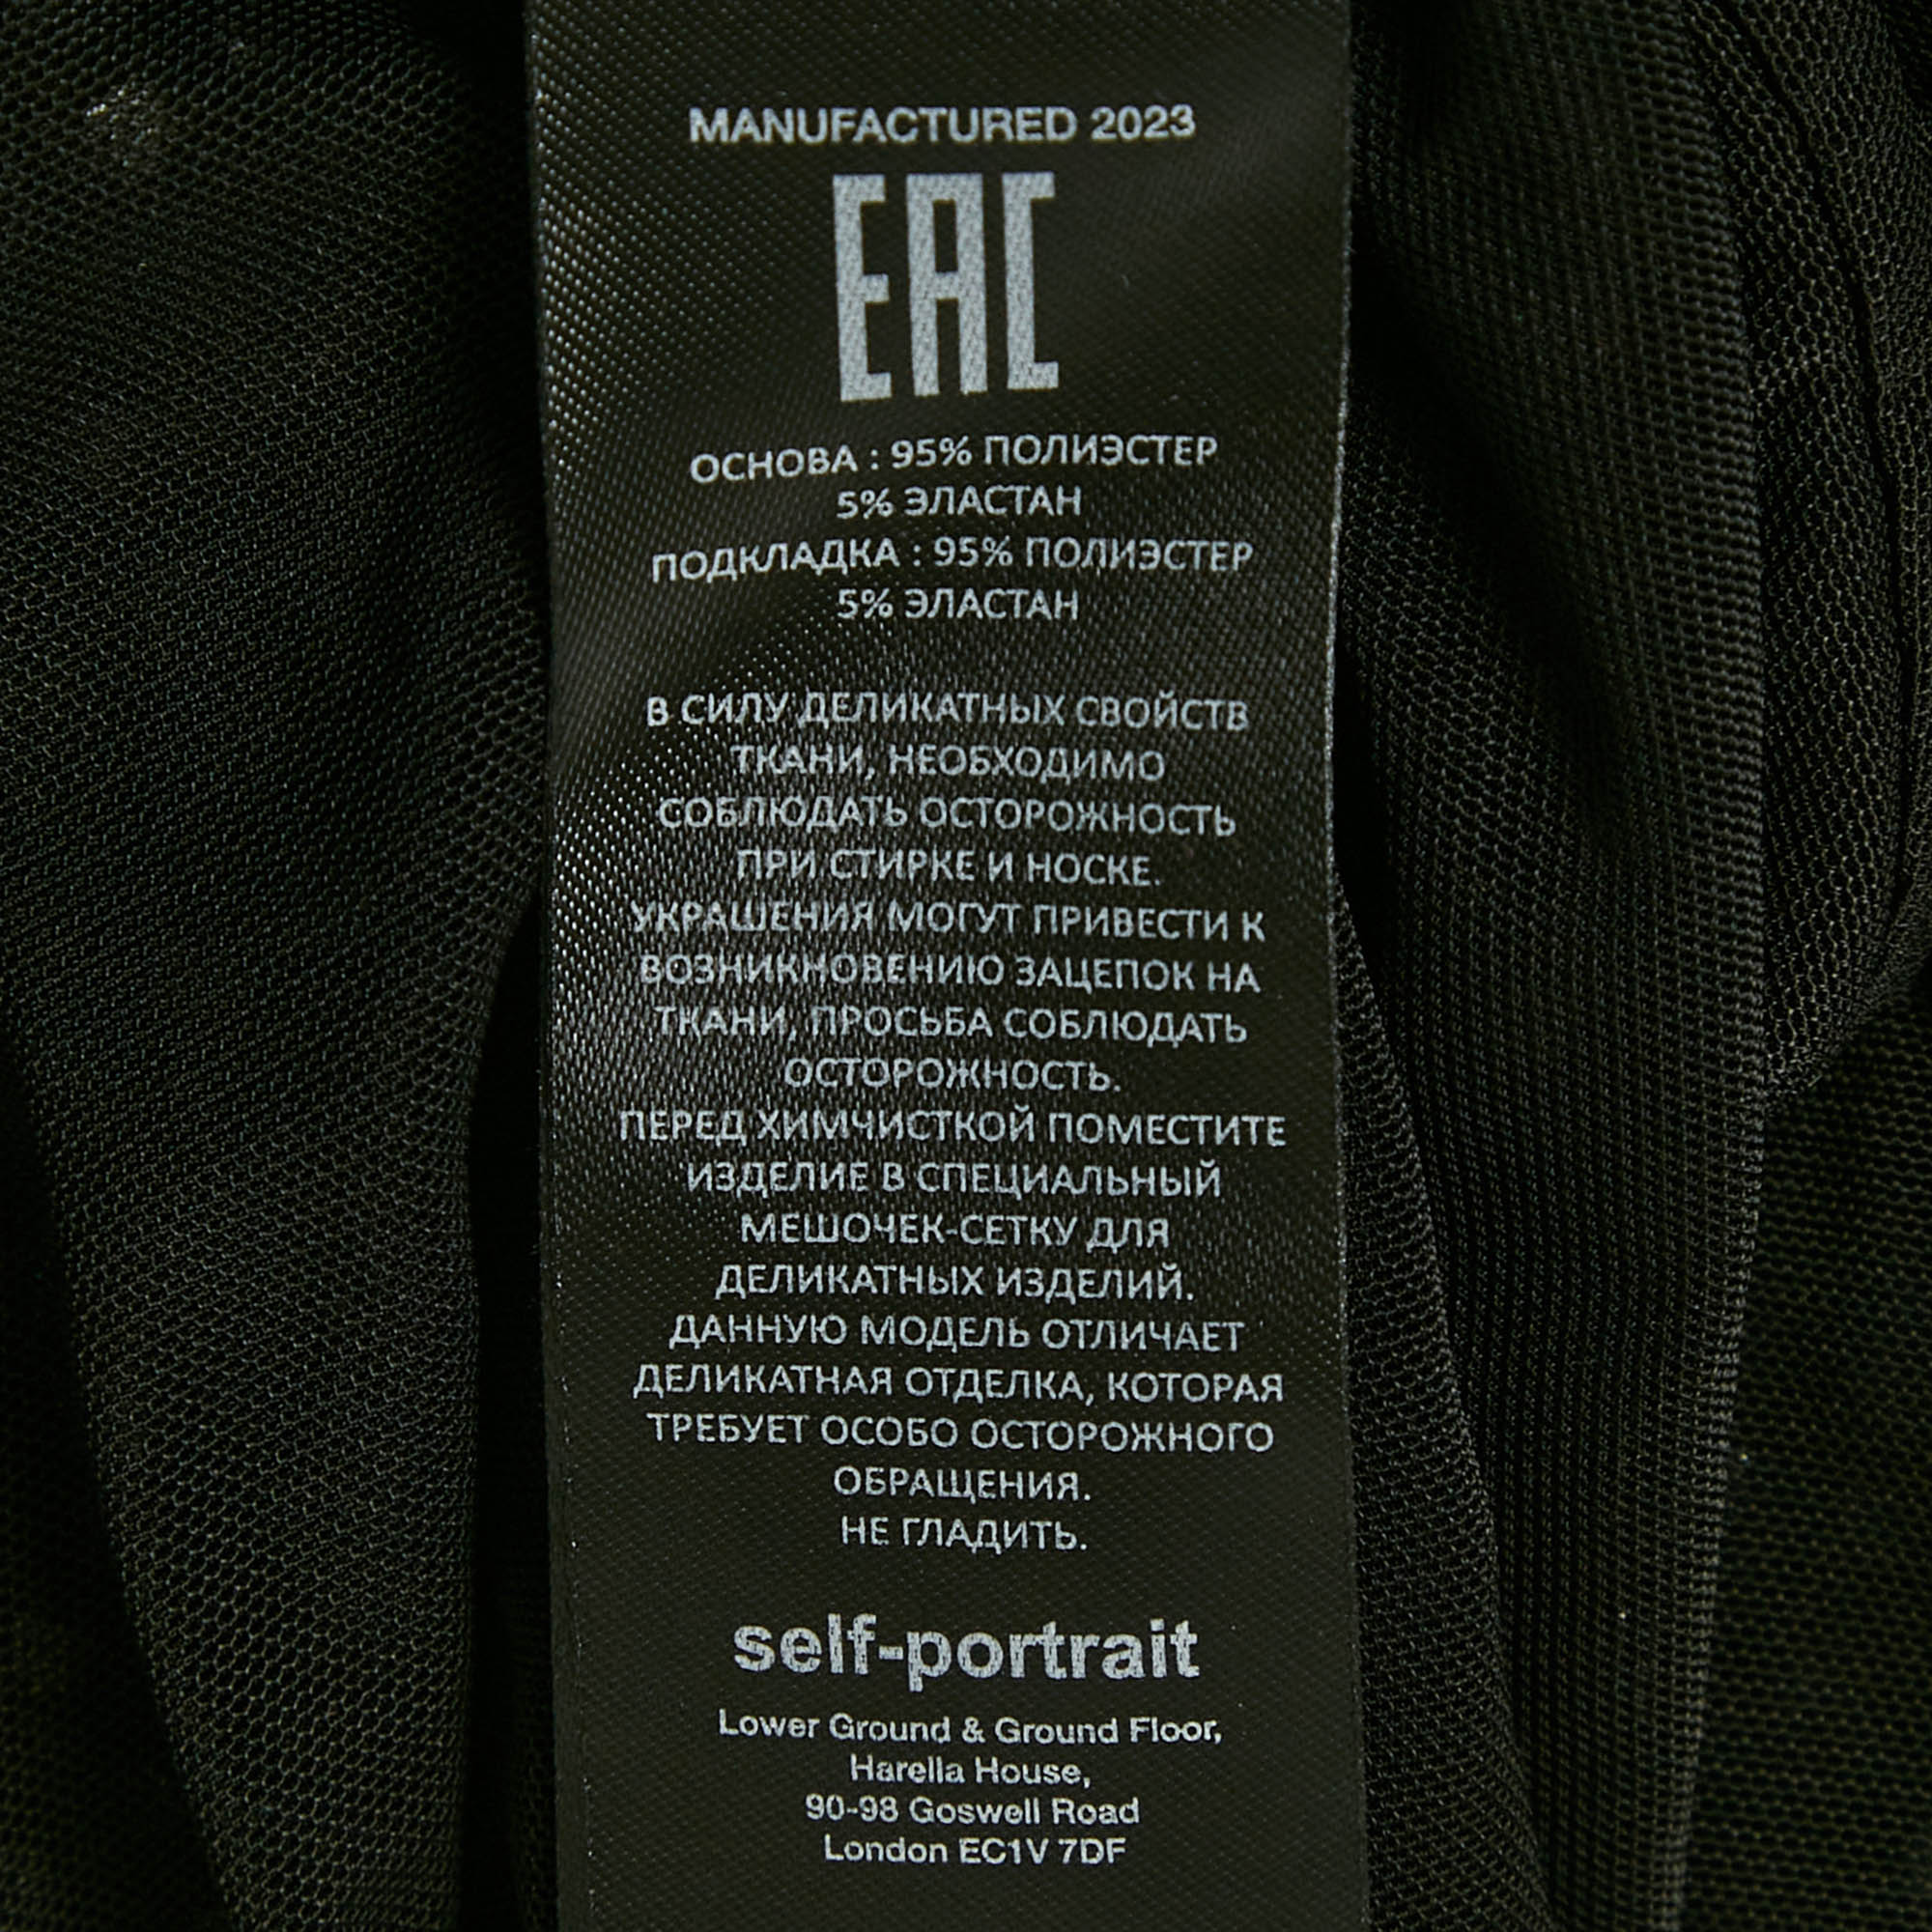 MANUFACTURED 2023
EAC
ОСНОВА : 95% ПОЛИЭСТЕР
5% ЭЛАСТАН
ПОДКЛАДКА : 95% ПОЛИЭСТЕР
5% ЭЛАСТАН
В СИЛУ ДЕЛИКАТНЫХ СВОЙСТВ
ТКАНИ, НЕОБХОДИМО
СОБЛЮДАТЬ ОСТОРОЖНОСТЬ
ПРИ СТИРКЕ И НОСКЕ.
УКРАШЕНИЯ МОГУТ ПРИВЕСТИ К
ВОЗНИКНОВЕНИЮ ЗАЦЕПОК НА
ТКАНИ, ПРОСЬБА СОБЛЮДАТЬ
ОСТОРОЖНОСТЬ.
ПЕРЕД ХИМЧИСТКОЙ ПОМЕСТИТЕ
ИЗДЕЛИЕ В СПЕЦИАЛЬНЫЙ
МЕШОЧЕК-СЕТКУ ДЛЯ
ДЕЛИКАТНЫХ ИЗДЕЛИЙ.
ДАННУЮ МОДЕЛЬ ОТЛИЧАЕТ
ДЕЛИКАТНАЯ ОТДЕЛКА, КОТОРАЯ
ТРЕБУЕТ ОСОБО ОСТОРОЖНОГО
ОБРАЩЕНИЯ.
НЕ ГЛАДИТЬ.
self-portrait
Lower Ground & Ground Floor,
Harella House,
90-98 Goswell Road
London EC1V 7DF